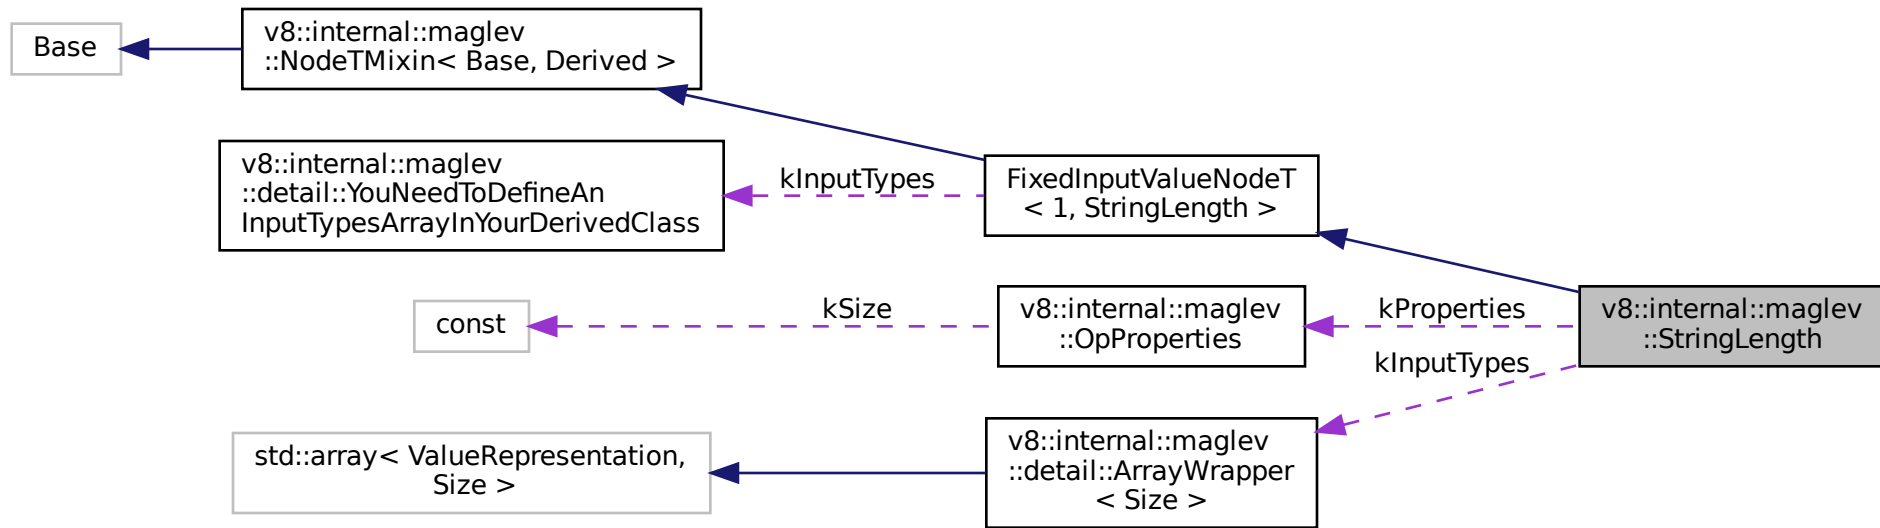 Base
v8::internal::maglev
::NodeTMixin< Base, Derived >
v8::internal::maglev
::detail::YouNeedToDefineAn
InputTypesArrayInYourDerivedClass
kInputTypes
FixedInputValueNodeT
< 1, StringLength >
const
kSize
v8::internal::maglev
::OpProperties
kProperties
v8::internal::maglev
::StringLength
kInputTypes
std::array< ValueRepresentation,
Size >
v8::internal::maglev
::detail::ArrayWrapper
< Size >